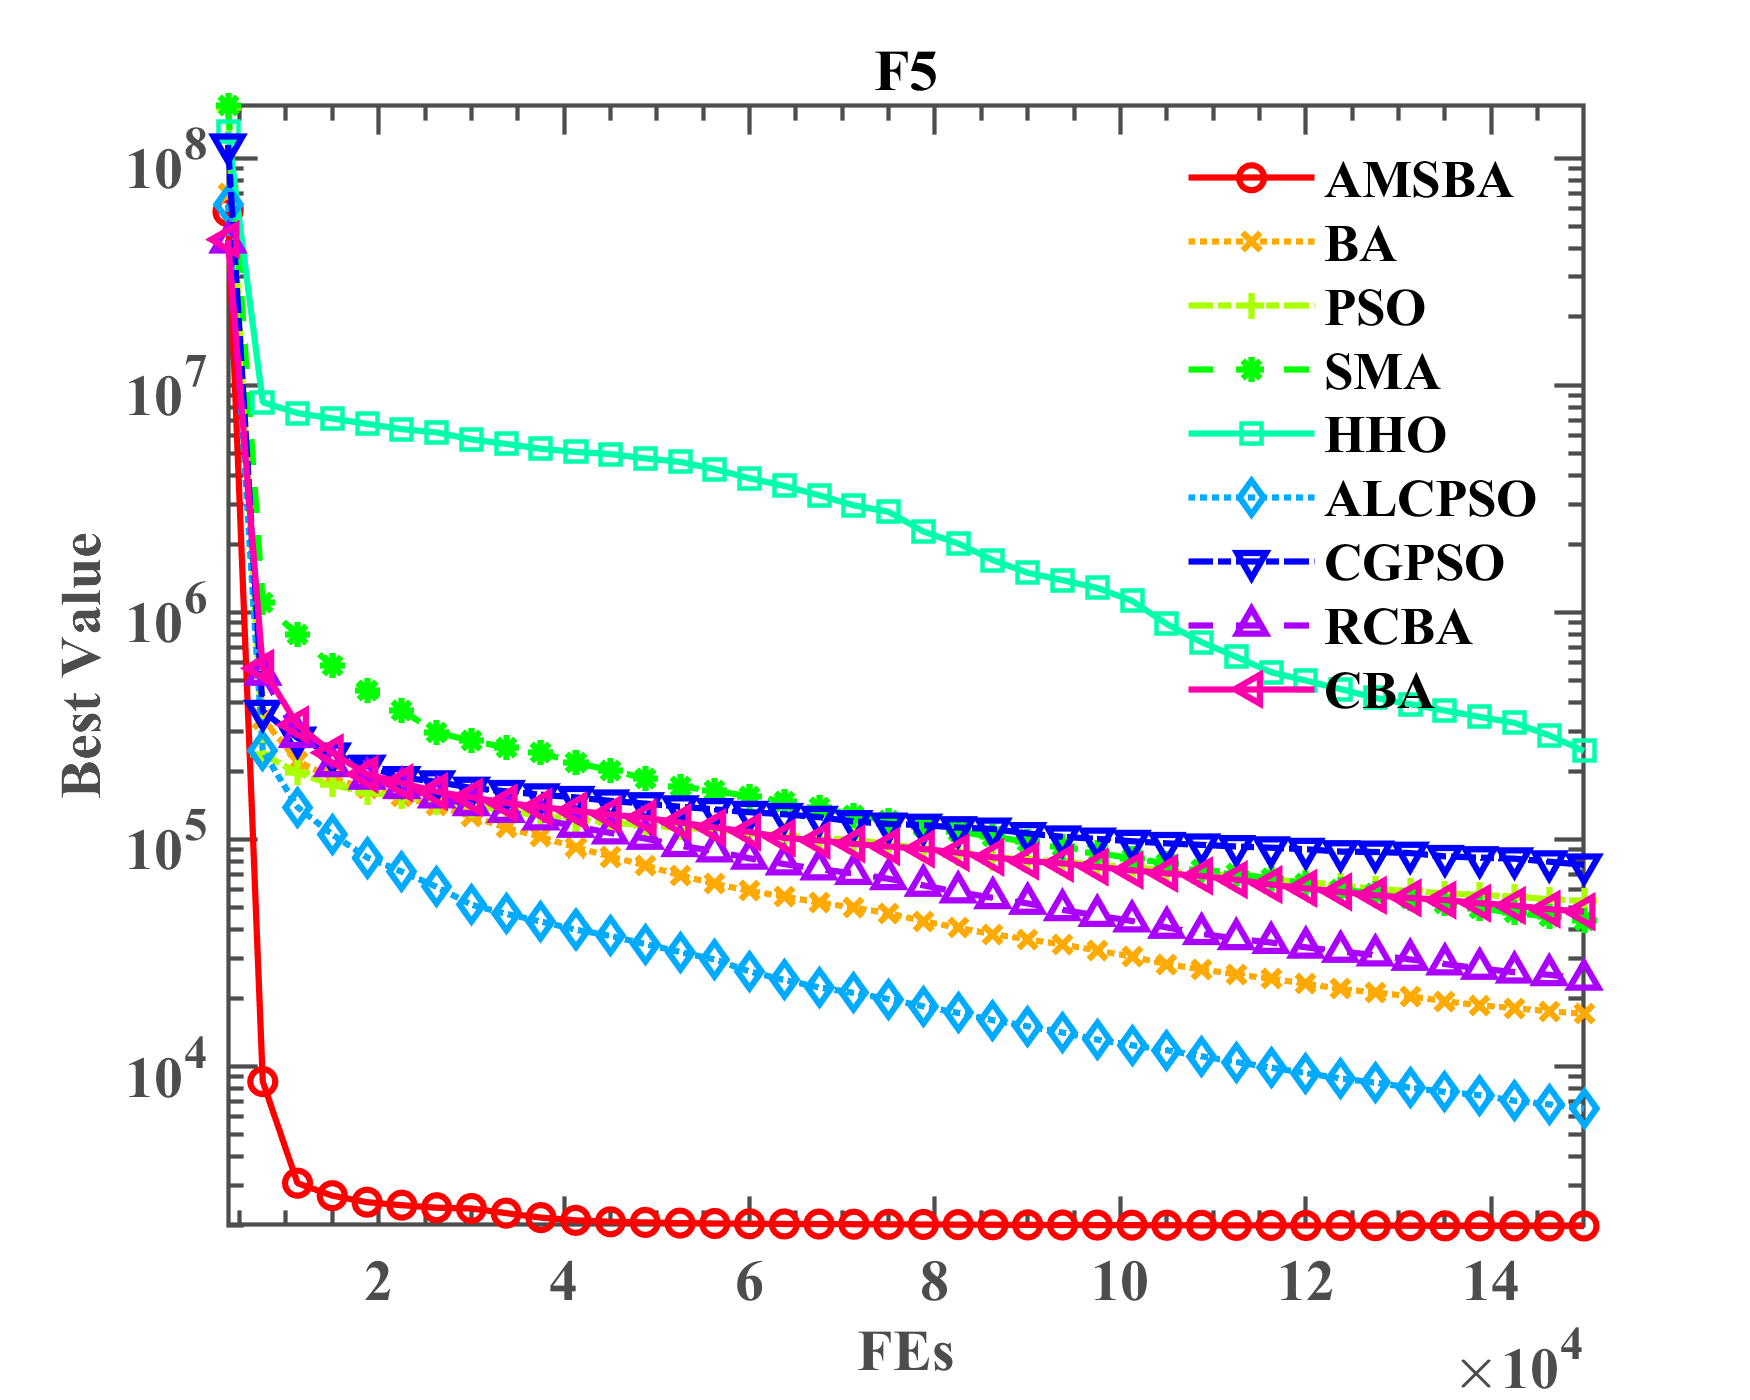 F5
10^8
10^7
10^6
10^5
10^4
Best Value
AMSBA
BA
PSO
SMA
HHO
ALCPSO
CGPSO
RCBA
CBA
2 4 6 8 10 12 14
FEs
×10^4